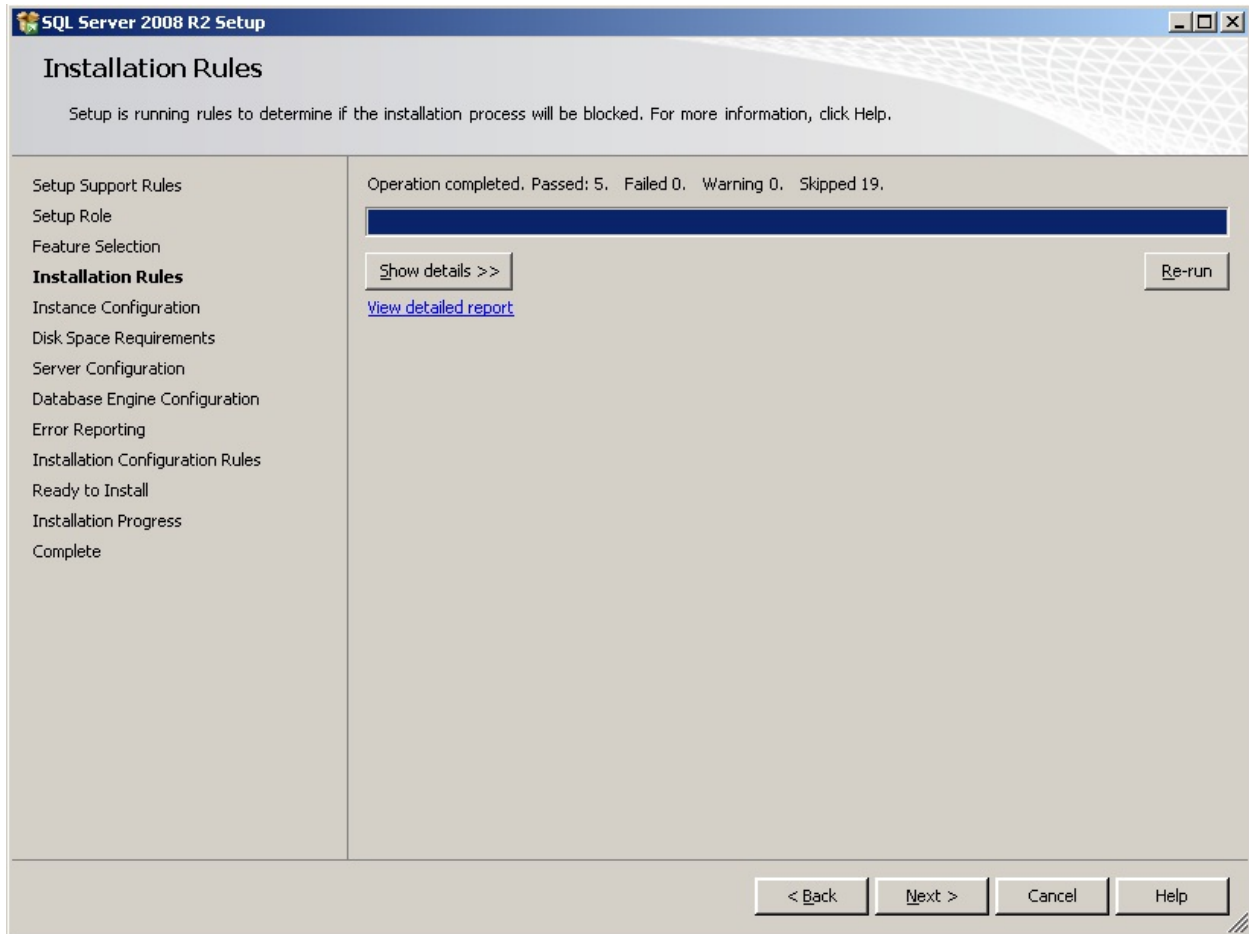 SQL Server 2008 R2 Setup
Installation Rules
Setup is running rules to determine if the installation process will be blocked. For more information, click Help.
Setup Support Rules
Setup Role
Feature Selection
Installation Rules
Instance Configuration
Disk Space Requirements
Server Configuration
Database Engine Configuration
Error Reporting
Installation Configuration Rules
Ready to Install
Installation Progress
Complete
Operation completed. Passed: 5. Failed 0. Warning 0. Skipped 19.
Show details >>
Re-run
View detailed report
< Back
Next >
Cancel
Help